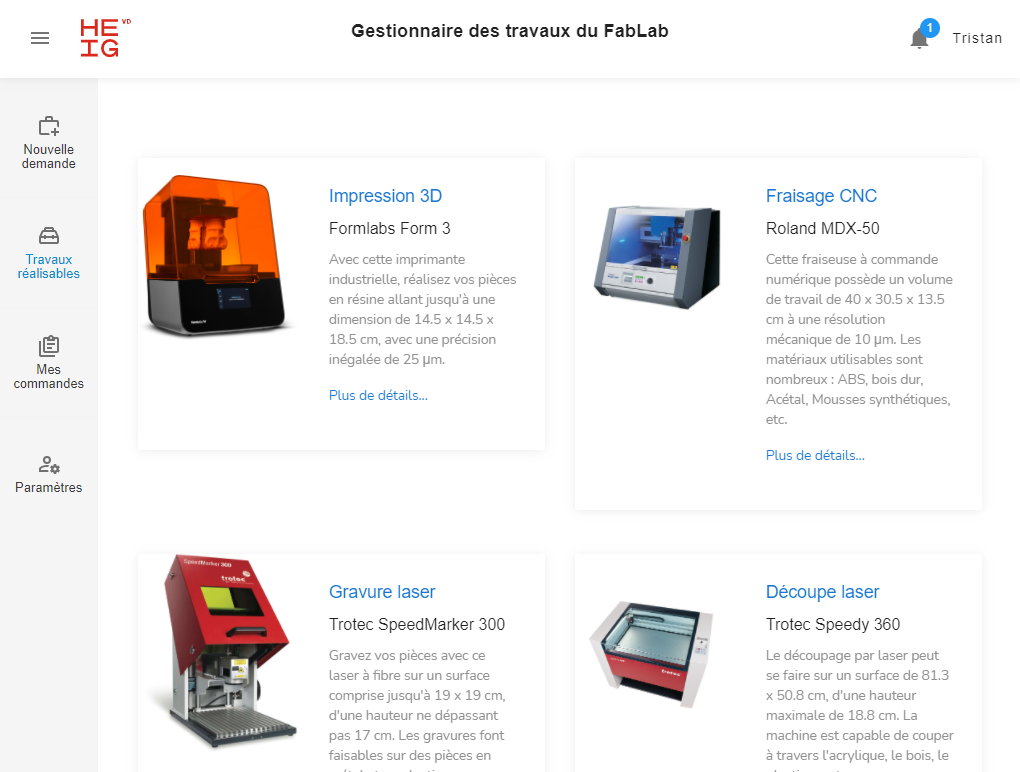 HE
IG
VD
Gestionnaire des travaux du FabLab
1
Tristan
Nouvelle
demande
Travaux
réalisables
Mes
commandes
Paramètres
Impression 3D
Formlabs Form 3
Avec cette imprimante
industrielle, réalisez vos pièces
en résine allant jusqu'à une
dimension de 14.5 x 14.5 x
18.5 cm, avec une précision
inégalée de 25 µm.
Plus de détails...
Fraisage CNC
Roland MDX-50
Cette fraiseuse à commande
numérique possède un volume
de travail de 40 x 30.5 x 13.5
cm à une résolution
mécanique de 10 µm. Les
matériaux utilisables sont
nombreux : ABS, bois dur,
Acétal, Mousses synthétiques,
etc.
Plus de détails...
SpeedMarker 300
trotec
Gravure laser
Trotec SpeedMarker 300
Gravez vos pièces avec ce
laser à fibre sur un surface
comprise jusqu'à 19 x 19 cm,
d'une hauteur ne dépassant
pas 17 cm. Les gravures font
faisables sur des pièces en
trotec
Découpe laser
Trotec Speedy 360
Le découpage par laser peut
se faire sur un surface de 81.3
x 50.8 cm, d'une hauteur
maximale de 18.8 cm. La
machine est capable de couper
à travers l'acrylique, le bois, le